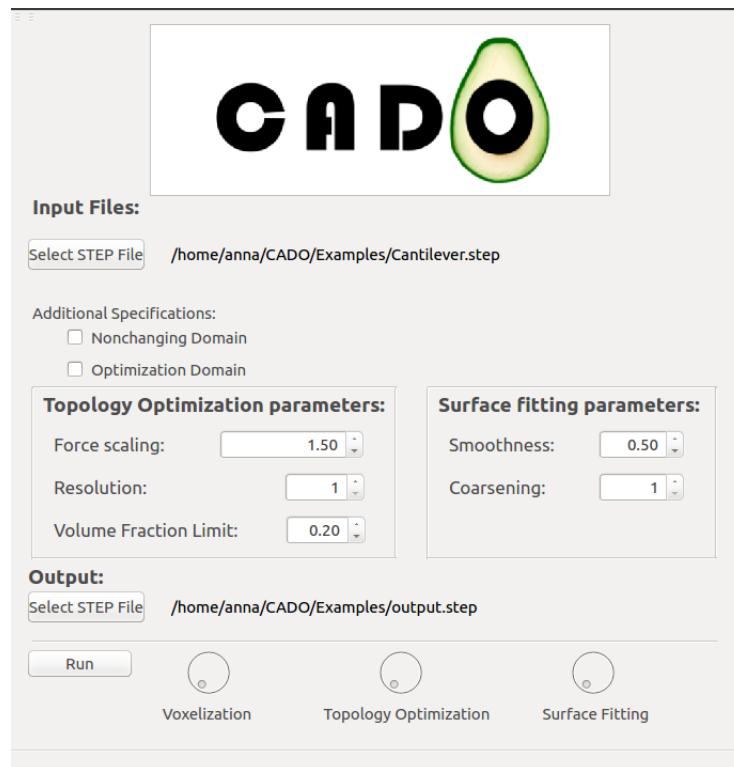 CADO
Input Files:
Select STEP File /home/anna/CADO/Examples/Cantilever.step
Additional Specifications:
Nonchanging Domain
Optimization Domain
Topology Optimization parameters:
Force scaling: 1.50
Resolution: 1
Volume Fraction Limit: 0.20
Surface fitting parameters:
Smoothness: 0.50
Coarsening: 1
Output:
Select STEP File /home/anna/CADO/Examples/output.step
Run
Voxelization Topology Optimization Surface Fitting